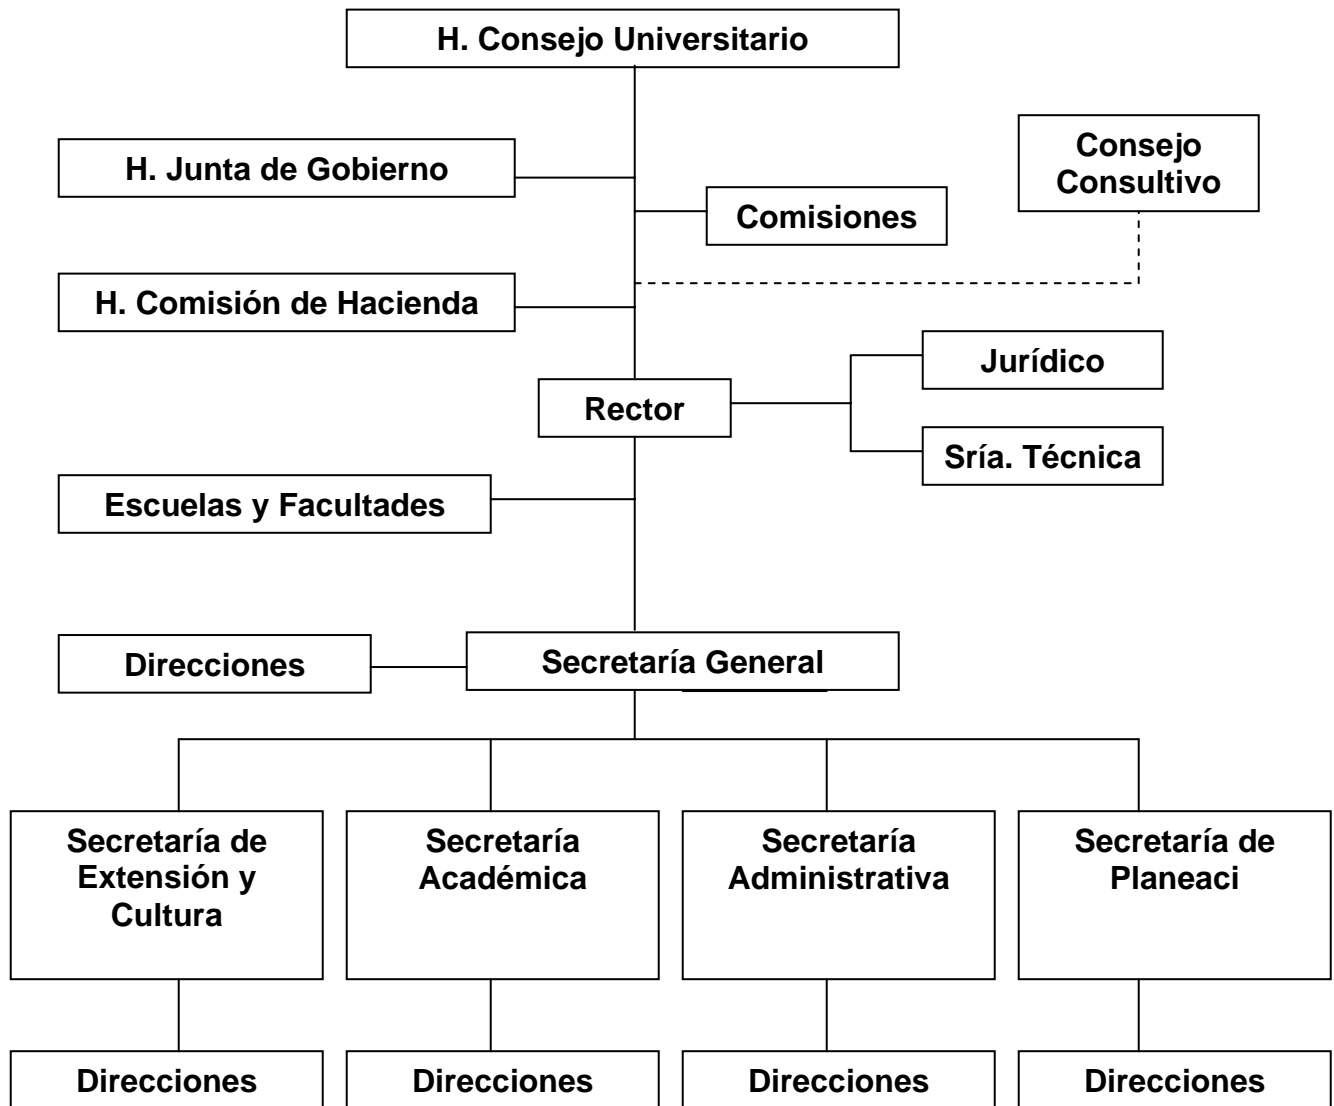 H. Consejo Universitario
H. Junta de Gobierno
Consejo
Consultivo
Comisiones
H. Comisión de Hacienda
Jurídico
Rector
Sría. Técnica
Escuelas y Facultades
Direcciones
Secretaría General
Secretaría de
Extensión y
Cultura
Secretaría
Académica
Secretaría
Administrativa
Secretaría de
Planeaci
Direcciones
Direcciones
Direcciones
Direcciones